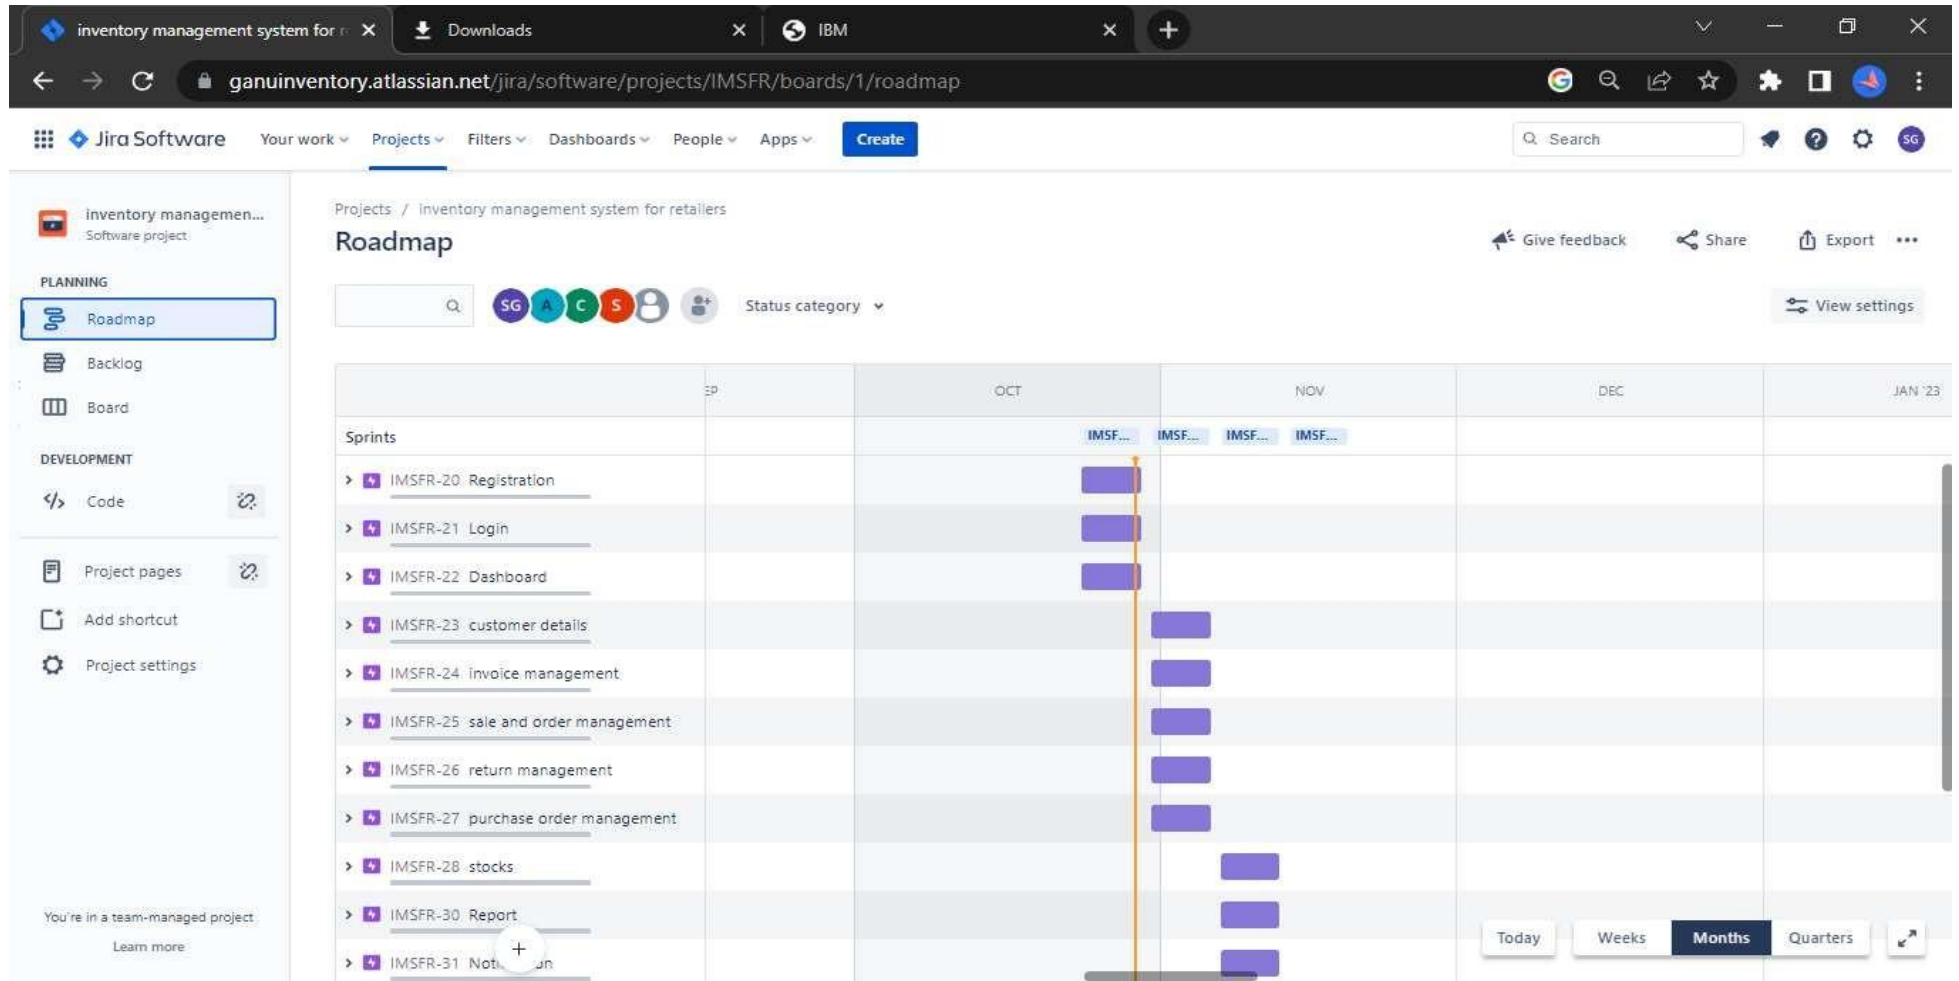 inventory management system for r
Downloads
IBM
ganuinventory.atlassian.net/jira/software/projects/IMSFR/boards/1/roadmap
Jira Software
Your work
Projects
Filters
Dashboards
People
Apps
Create
Search
SG
inventory managemen...
Software project
PLANNING
Roadmap
Backlog
Board
DEVELOPMENT
Code
Project pages
Add shortcut
Project settings
You're in a team-managed project
Learn more
Projects / inventory management system for retailers
Roadmap
Give feedback
Share
Export
SG A C S
Status category
View settings
EP OCT NOV DEC JAN '23
Sprints IMSF... IMSF... IMSF... IMSF...
IMSFR-20 Registration
IMSFR-21 Login
IMSFR-22 Dashboard
IMSFR-23 customer details
IMSFR-24 invoice management
IMSFR-25 sale and order management
IMSFR-26 return management
IMSFR-27 purchase order management
IMSFR-28 stocks
IMSFR-30 Report
IMSFR-31
Today
Weeks
Months
Quarters